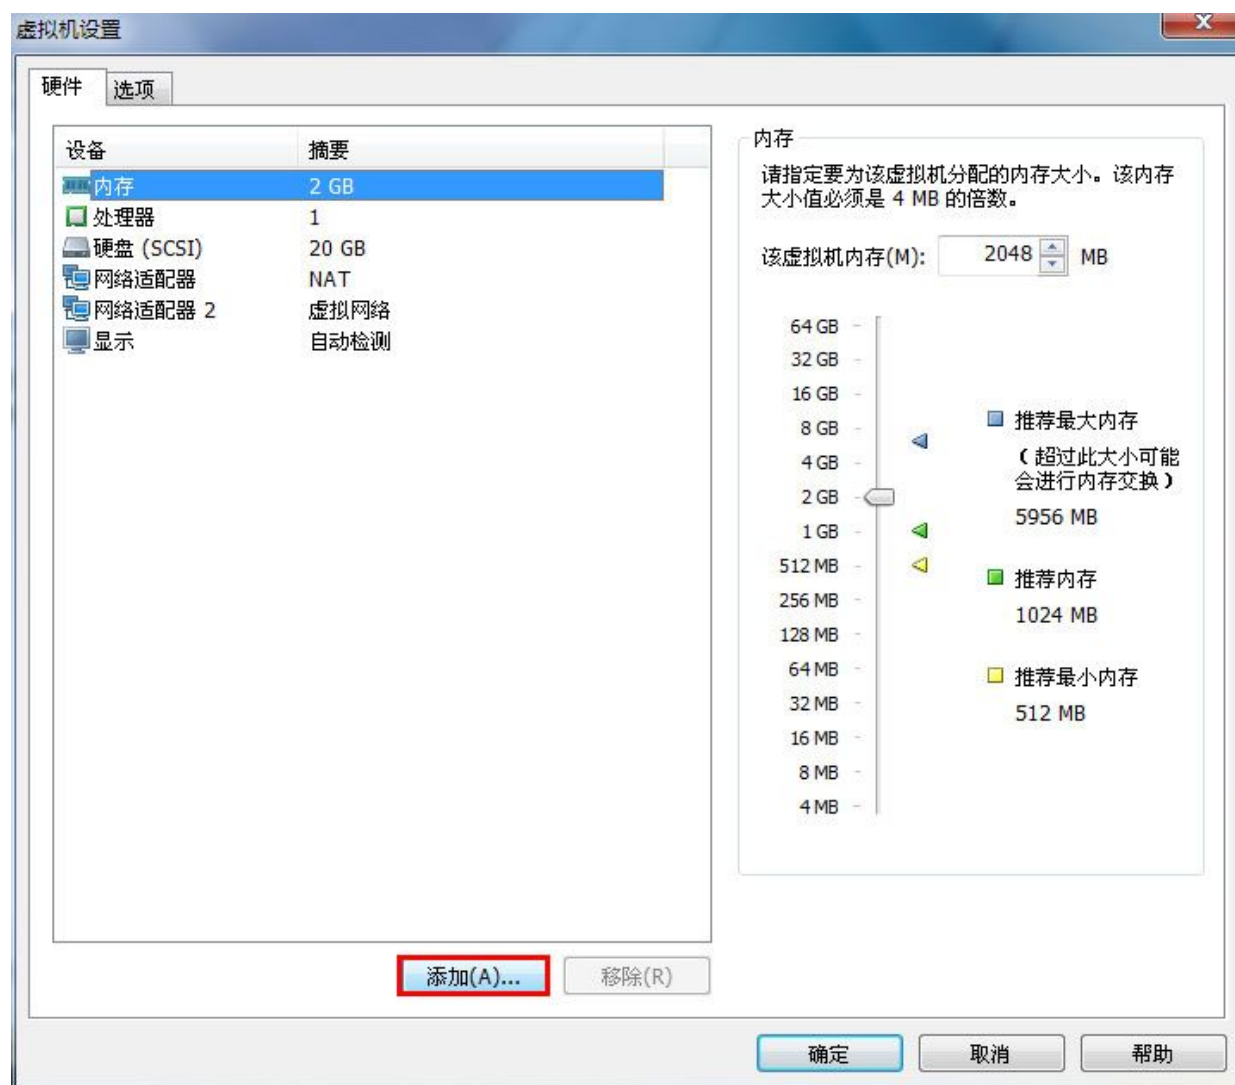 虚拟机设置
X
硬件 选项
设备 摘要
内存 2 GB
处理器 1
硬盘 (SCSI) 20 GB
网络适配器 NAT
网络适配器 2 虚拟网络
显示 自动检测
添加(A)... 移除(R)
内存
请指定要为该虚拟机分配的内存大小。该内存
大小值必须是 4 MB 的倍数。
该虚拟机内存(M): 2048 MB
64 GB
32 GB
16 GB
8 GB
4 GB
2 GB
1 GB
512 MB
256 MB
128 MB
64 MB
32 MB
16 MB
8 MB
4 MB
推荐最大内存
(超过此大小可能
会进行内存交换)
5956 MB
推荐内存
1024 MB
推荐最小内存
512 MB
确定 取消 帮助